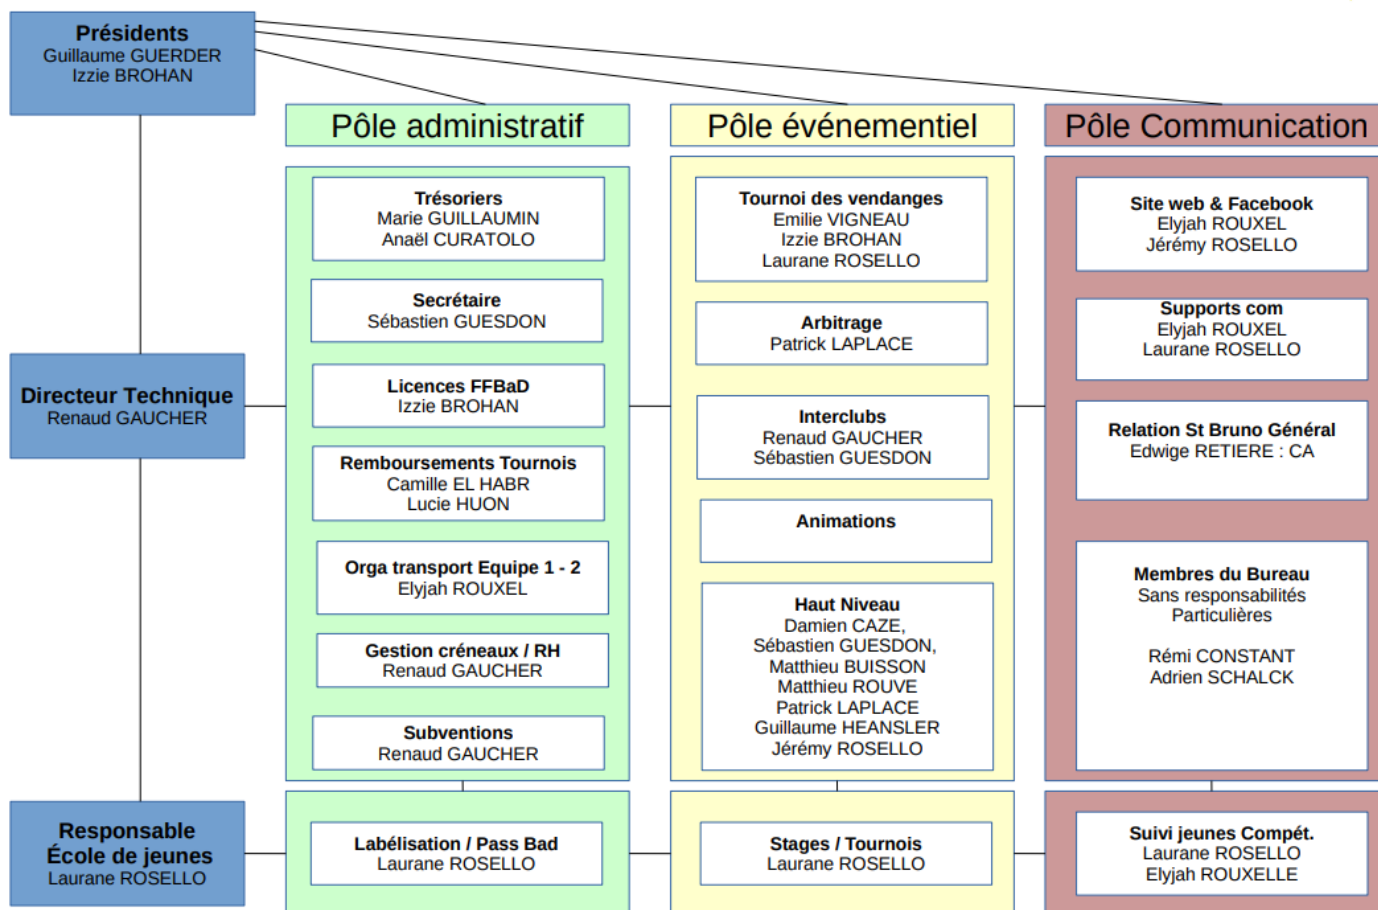 Présidents
Guillaume GUERDER
Izzie BROHAN
Pôle administratif
Pôle événementiel
Pôle Communication
Trésoriers
Marie GUILLAUMIN
Anaël CURATOLO
Secrétaire
Sébastien GUESDON
Licences FFBaD
Izzie BROHAN
Remboursements Tournois
Camille EL HABR
Lucie HUON
Orga transport Equipe 1 - 2
Elyjah ROUXEL
Gestion créneaux / RH
Renaud GAUCHER
Subventions
Renaud GAUCHER
Tournoi des vendanges
Emilie VIGNEAU
Izzie BROHAN
Laurane ROSELLO
Arbitrage
Patrick LAPLACE
Interclubs
Renaud GAUCHER
Sébastien GUESDON
Animations
Haut Niveau
Damien CAZE,
Sébastien GUESDON,
Matthieu BUISSON
Matthieu ROUVE
Patrick LAPLACE
Guillaume HEANSLER
Jérémy ROSELLO
Site web & Facebook
Elyjah ROUXEL
Jérémy ROSELLO
Supports com
Elyjah ROUXEL
Laurane ROSELLO
Relation St Bruno Général
Edwige RETIERE : CA
Membres du Bureau
Sans responsabilités
Particulières
Rémi CONSTANT
Adrien SCHALCK
Directeur Technique
Renaud GAUCHER
Responsable
École de jeunes
Laurane ROSELLO
Labélisation / Pass Bad
Laurane ROSELLO
Stages / Tournois
Laurane ROSELLO
Suivi jeunes Compét.
Laurane ROSELLO
Elyjah ROUXELLE